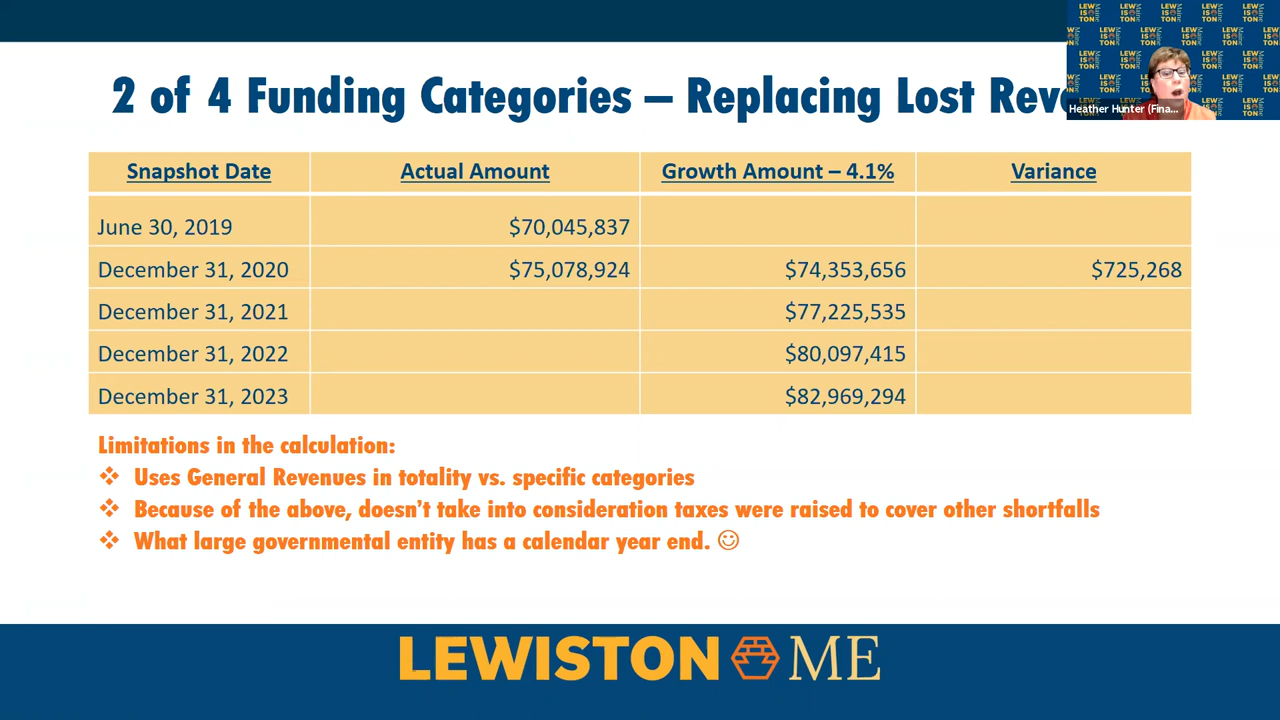 2 of 4 Funding Categories – Replacing Lost Reve
Heather Hunter (Fina...
Snapshot Date Actual Amount Growth Amount – 4.1% Variance
June 30, 2019 $70,045,837
December 31, 2020 $75,078,924 $74,353,656 $725,268
December 31, 2021 $77,225,535
December 31, 2022 $80,097,415
December 31, 2023 $82,969,294
Limitations in the calculation:
❖ Uses General Revenues in totality vs. specific categories
❖ Because of the above, doesn’t take into consideration taxes were raised to cover other shortfalls
❖ What large governmental entity has a calendar year end. ☺
LEWISTON ME